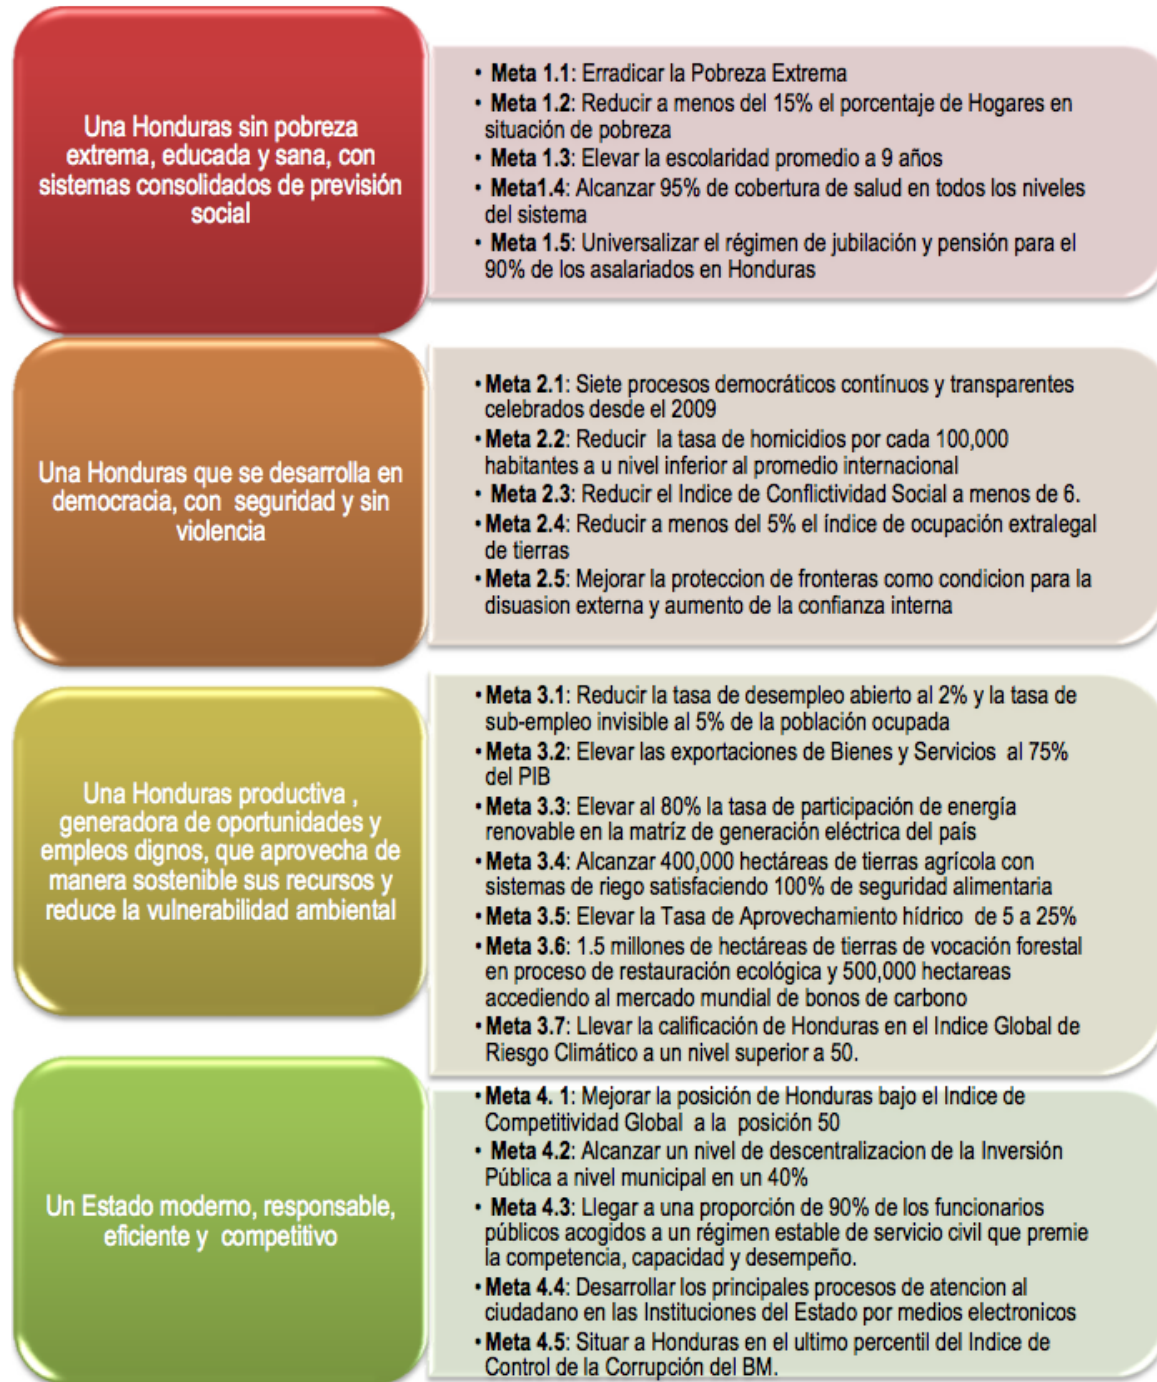 Una Honduras sin pobreza
extrema, educada y sana, con
sistemas consolidados de previsión
social
• Meta 1.1: Erradicar la Pobreza Extrema
• Meta 1.2: Reducir a menos del 15% el porcentaje de Hogares en
situación de pobreza
• Meta 1.3: Elevar la escolaridad promedio a 9 años
• Meta1.4: Alcanzar 95% de cobertura de salud en todos los niveles
del sistema
• Meta 1.5: Universalizar el régimen de jubilación y pensión para el
90% de los asalariados en Honduras
Una Honduras que se desarrolla en
democracia, con seguridad y sin
violencia
• Meta 2.1: Siete procesos democráticos contínuos y transparentes
celebrados desde el 2009
• Meta 2.2: Reducir la tasa de homicidios por cada 100,000
habitantes a u nivel inferior al promedio internacional
• Meta 2.3: Reducir el Indice de Conflictividad Social a menos de 6.
• Meta 2.4: Reducir a menos del 5% el índice de ocupación extralegal
de tierras
• Meta 2.5: Mejorar la proteccion de fronteras como condicion para la
disuasion externa y aumento de la confianza interna
Una Honduras productiva ,
generadora de oportunidades y
empleos dignos, que aprovecha de
manera sostenible sus recursos y
reduce la vulnerabilidad ambiental
• Meta 3.1: Reducir la tasa de desempleo abierto al 2% y la tasa de
sub-empleo invisible al 5% de la población ocupada
• Meta 3.2: Elevar las exportaciones de Bienes y Servicios al 75%
del PIB
• Meta 3.3: Elevar al 80% la tasa de participación de energía
renovable en la matríz de generación eléctrica del país
• Meta 3.4: Alcanzar 400,000 hectáreas de tierras agrícola con
sistemas de riego satisfaciendo 100% de seguridad alimentaria
• Meta 3.5: Elevar la Tasa de Aprovechamiento hídrico de 5 a 25%
• Meta 3.6: 1.5 millones de hectáreas de tierras de vocación forestal
en proceso de restauración ecológica y 500,000 hectareas
accediendo al mercado mundial de bonos de carbono
• Meta 3.7: Llevar la calificación de Honduras en el Indice Global de
Riesgo Climático a un nivel superior a 50.
Un Estado moderno, responsable,
eficiente y competitivo
• Meta 4. 1: Mejorar la posición de Honduras bajo el Indice de
Competitividad Global a la posición 50
• Meta 4.2: Alcanzar un nivel de descentralizacion de la Inversión
Pública a nivel municipal en un 40%
• Meta 4.3: Llegar a una proporción de 90% de los funcionarios
públicos acogidos a un régimen estable de servicio civil que premie
la competencia, capacidad y desempeño.
• Meta 4.4: Desarrollar los principales procesos de atencion al
ciudadano en las Instituciones del Estado por medios electronicos
• Meta 4.5: Situar a Honduras en el ultimo percentil del Indice de
Control de la Corrupción del BM.